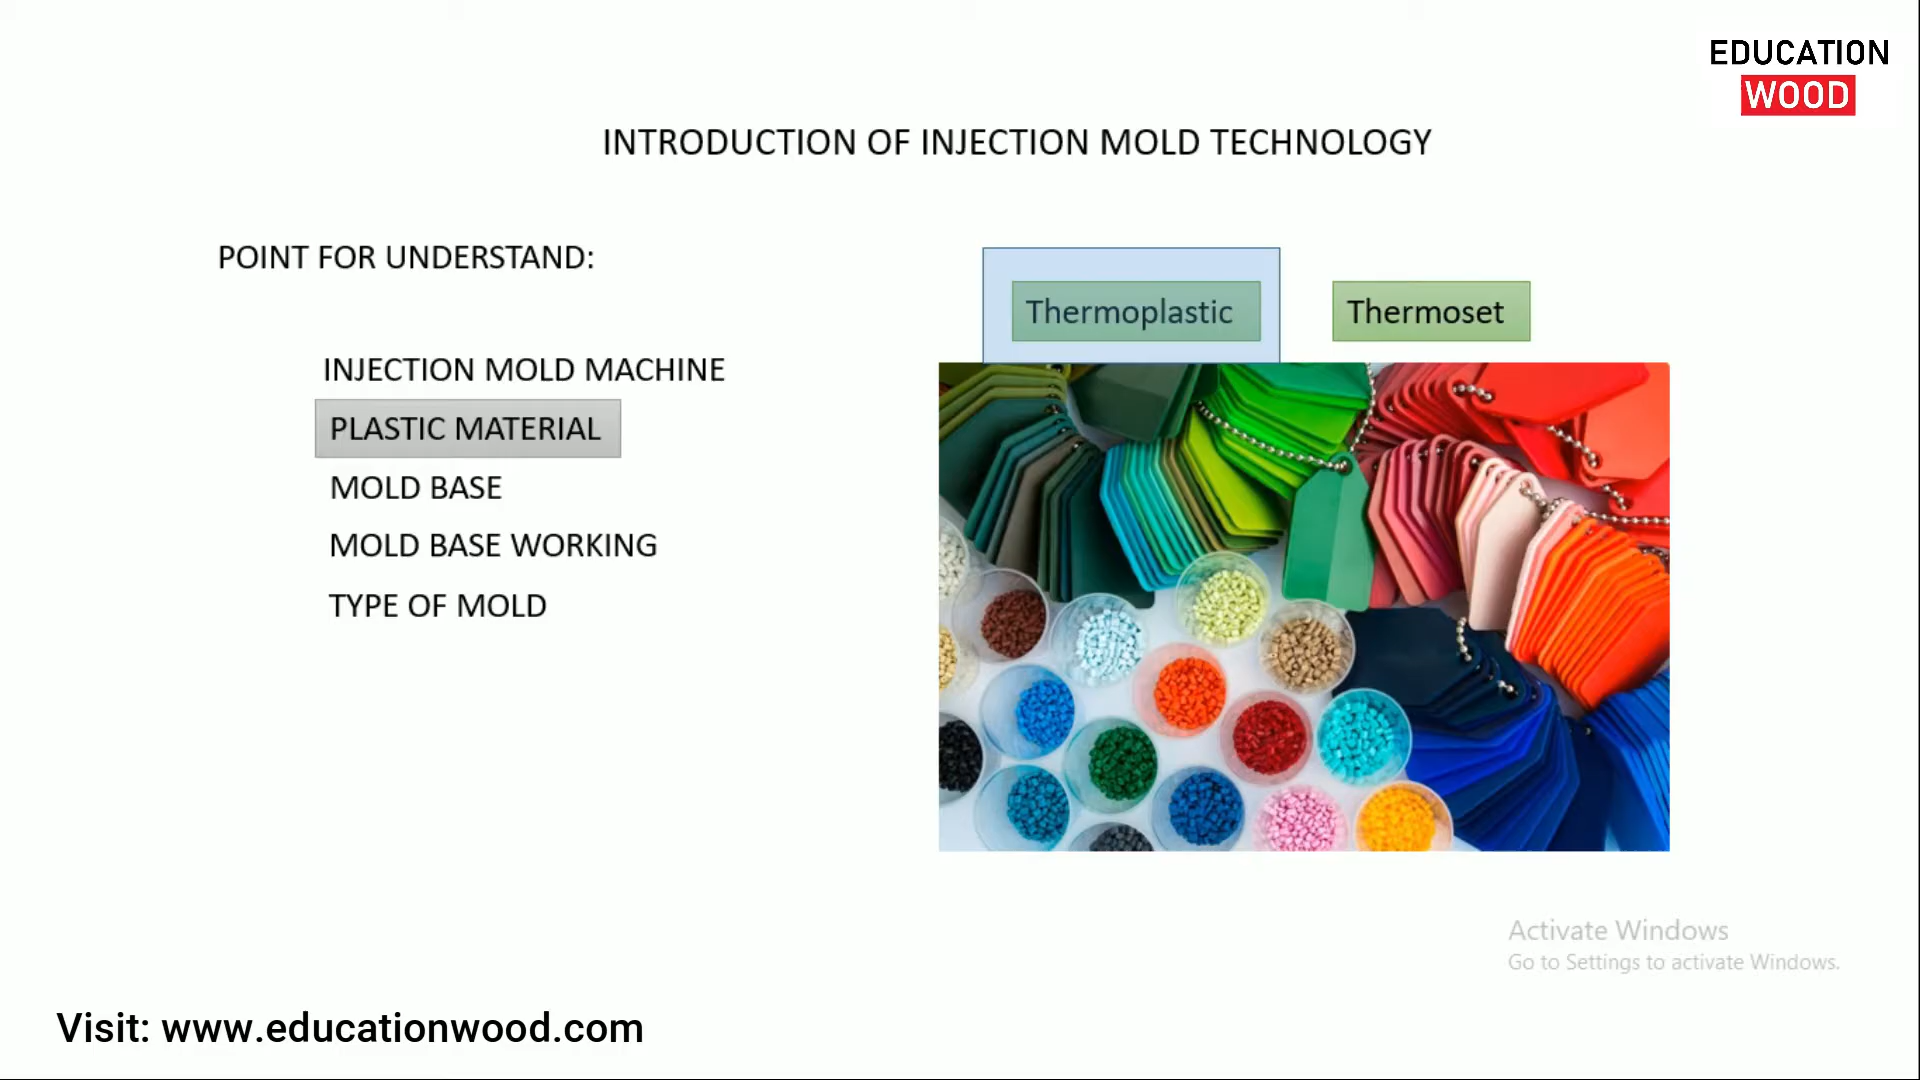 EDUCATION
WOOD
INTRODUCTION OF INJECTION MOLD TECHNOLOGY
POINT FOR UNDERSTAND:
Thermoplastic
Thermoset
INJECTION MOLD MACHINE
PLASTIC MATERIAL
MOLD BASE
MOLD BASE WORKING
TYPE OF MOLD
Activate Windows
Go to Settings to activate Windows.
Visit: www.educationwood.com